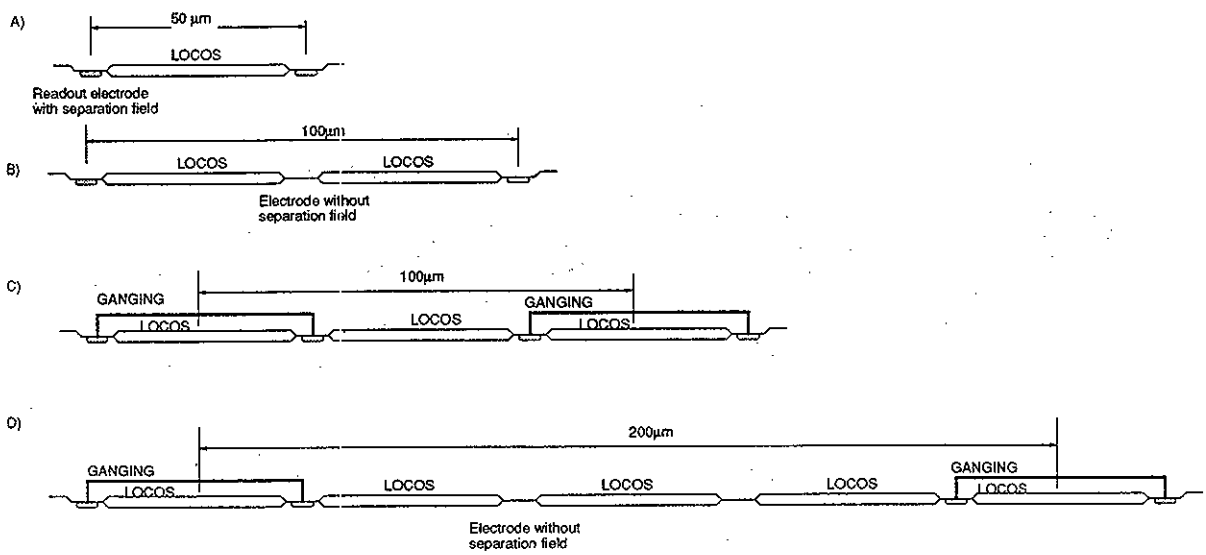 A)
50 µm
LOCOS
Readout electrode
with separation field
100µm
B)
LOCOS LOCOS
Electrode without
separation field
C)
100µm
GANGING GANGING
LOCOS LOCOS LOCOS
D)
200µm
GANGING GANGING
LOCOS LOCOS LOCOS LOCOS LOCOS
Electrode without
separation field